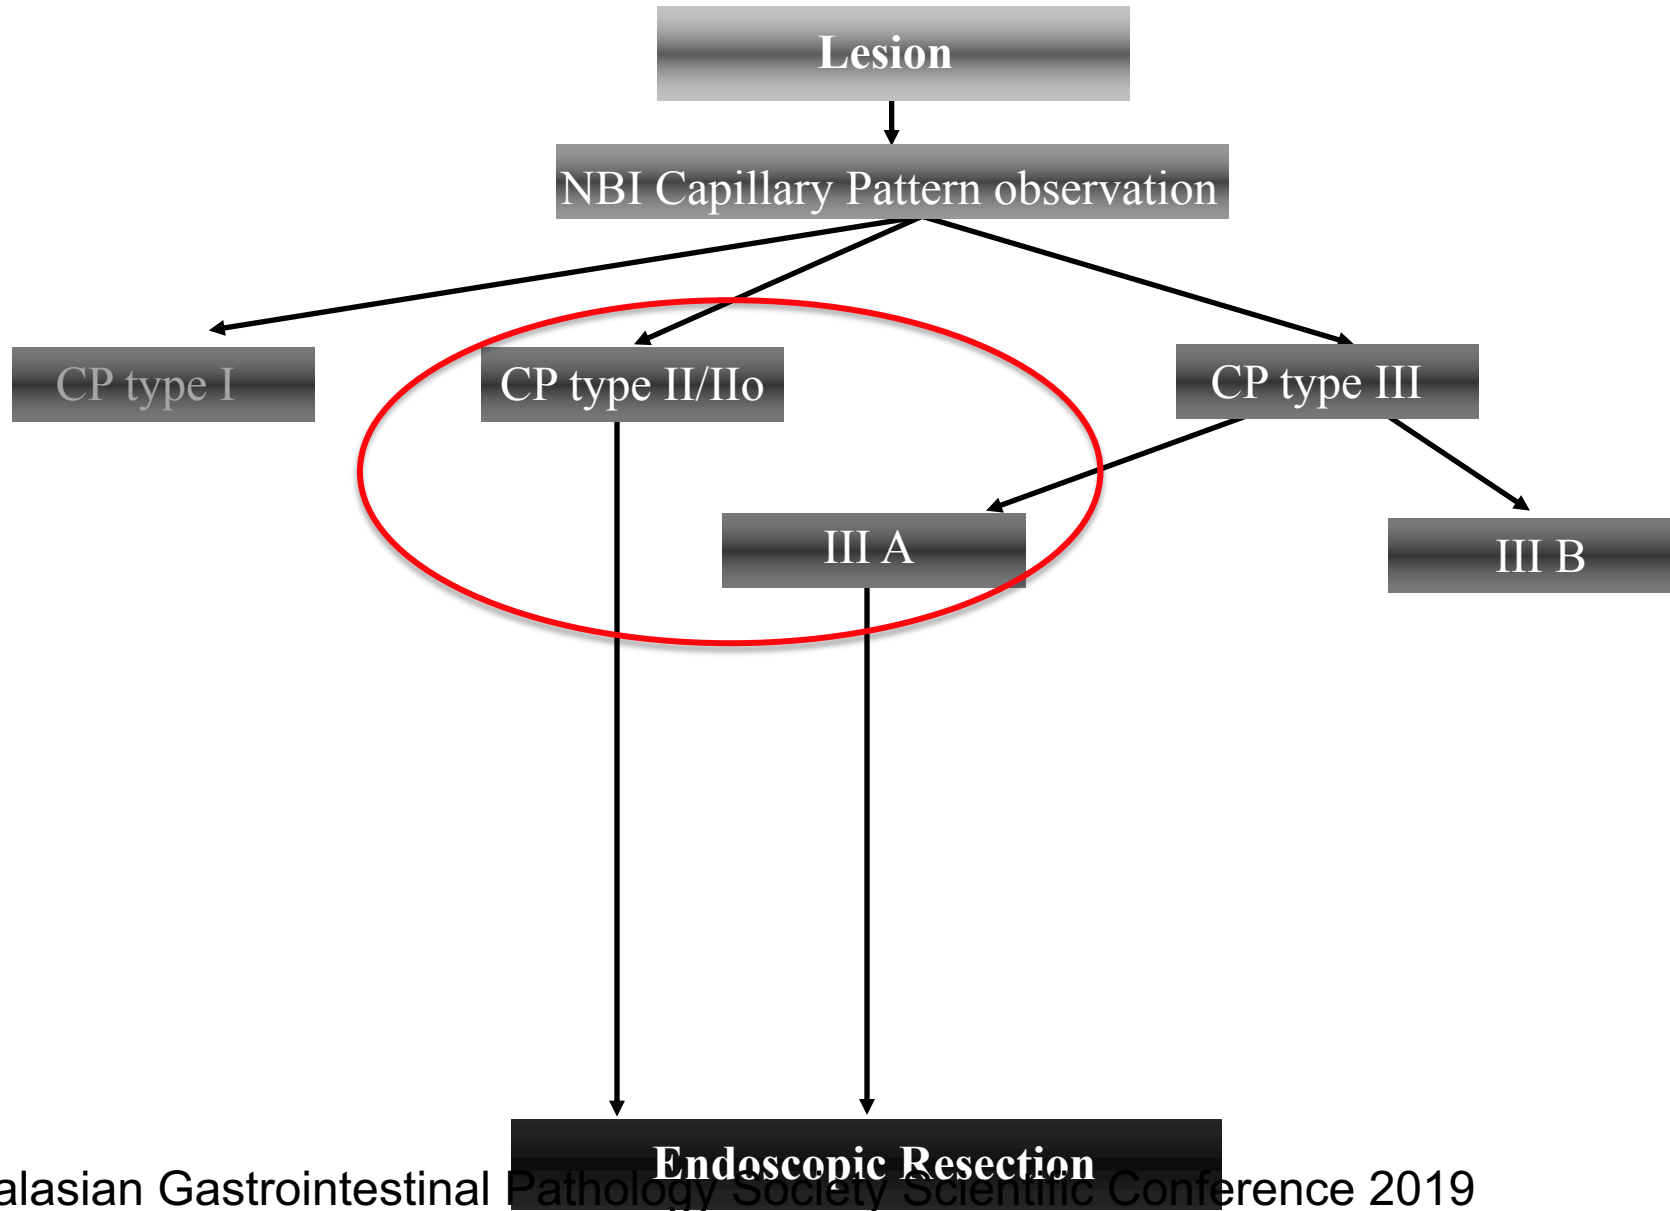 Lesion
NBI Capillary Pattern observation
CP type I
CP type II/IIo
CP type III
III A
III B
Endoscopic Resection
alasian Gastrointestinal Pathology Society Scientific Conference 2019